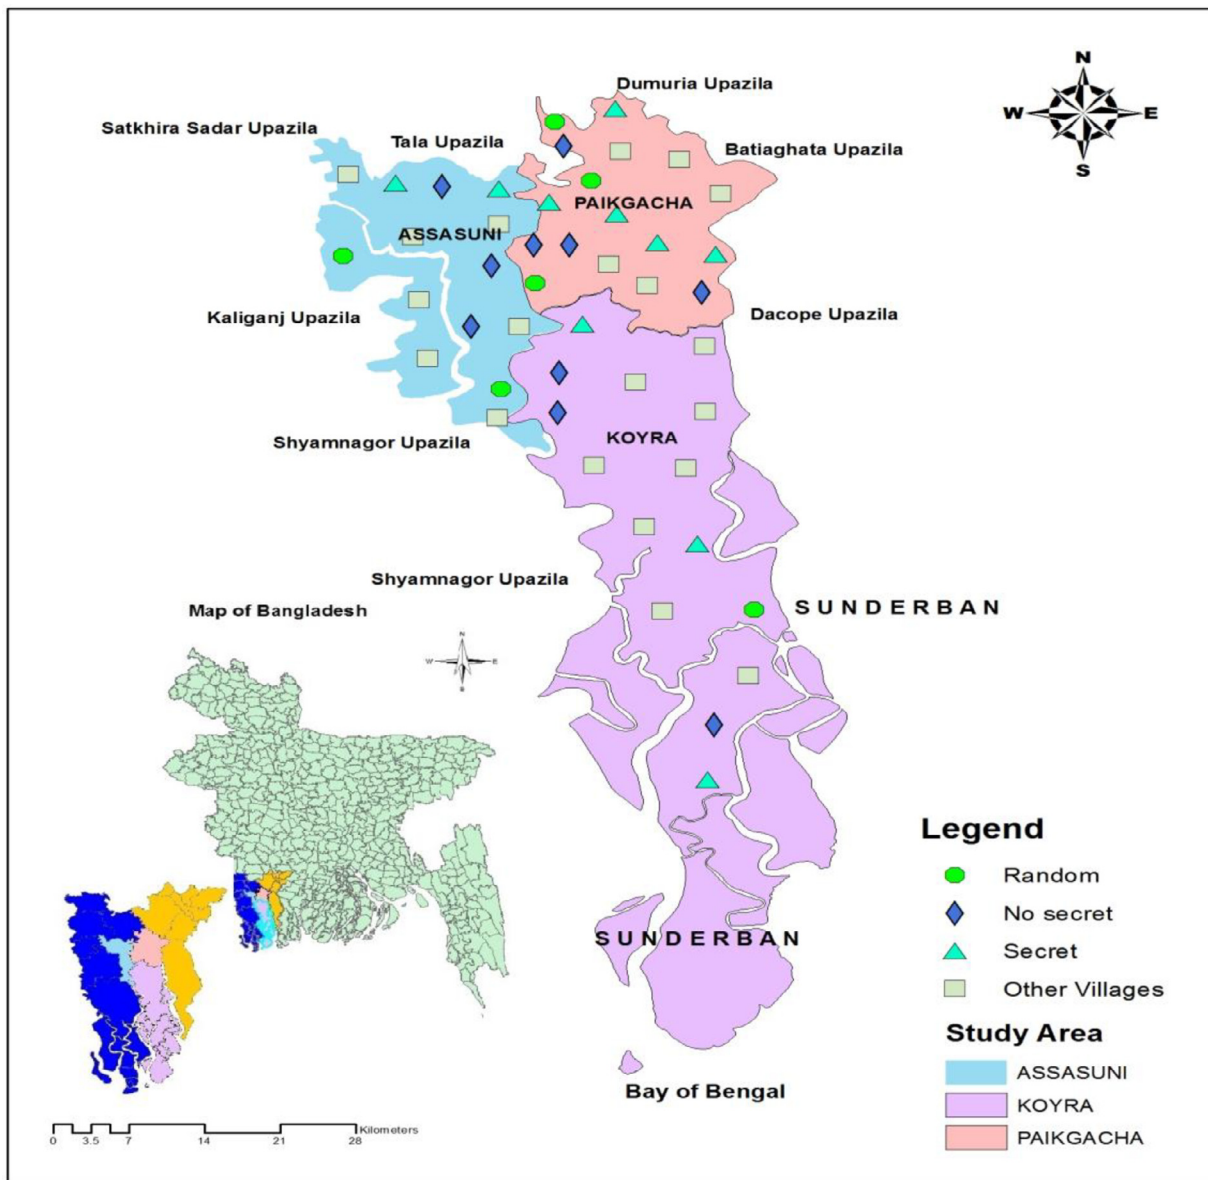 N
Dumuria Upazila
W E
Satkhira Sadar Upazila
Tala Upazila
Batiaghata Upazila
S
PAIKGACHA
ASSASUNI
Kaliganj Upazila
Dacope Upazila
Shyamnagor Upazila
KOYRA
Shyamnagor Upazila
Map of Bangladesh
SUNDERBAN
N
W E
S
Legend
Random
No secret
Secret
Other Villages
SUNDERBAN
Study Area
ASSASUNI
KOYRA
PAIKGACHA
Bay of Bengal
Kilometers
0 3.5 7 14 21 28